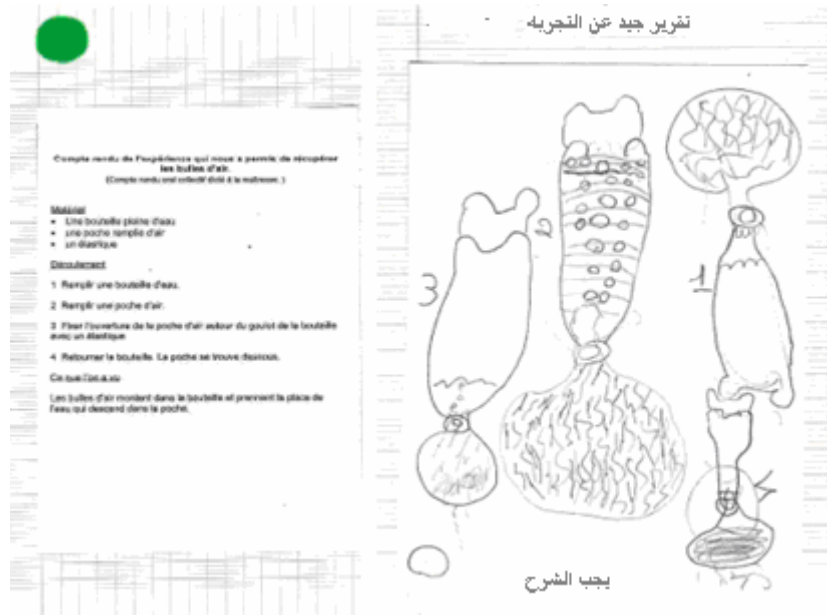 Compte rendu de l'expérience qui nous a permis de récupérer
les bulles d'air.
(Compte rendu oral collectif dicté à la maîtresse.)
Matériel
• Une bouteille pleine d'eau
• une poche remplie d'air
• un élastique
Déroulement
1 Remplir une bouteille d'eau.
2 Remplir une poche d'air.
3 Fixer l'ouverture de la poche d'air autour du goulot de la bouteille
avec un élastique
4 Retourner la bouteille. La poche se trouve dessous.
Ce que l'on a vu
Les bulles d'air montent dans la bouteille et prennent la place de
l'eau qui descend dans la poche.
تقرير جيد عن التجربة
1
2
3
يجب الشرح